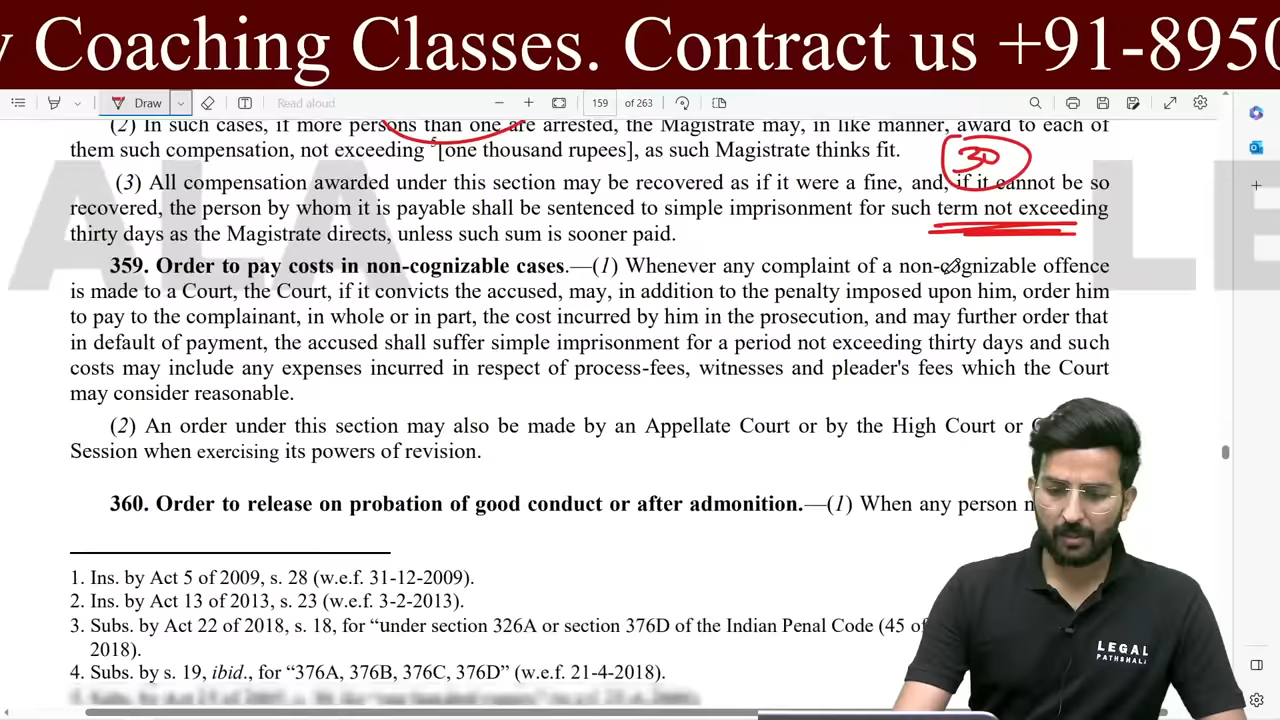 Coaching Classes. Contract us +91-8950
Draw
Read aloud
159 of 263
(2) In such cases, if more persons than one are arrested, the Magistrate may, in like manner, award to each of
them such compensation, not exceeding 5[one thousand rupees], as such Magistrate thinks fit.
30
(3) All compensation awarded under this section may be recovered as if it were a fine, and, if it cannot be so
recovered, the person by whom it is payable shall be sentenced to simple imprisonment for such term not exceeding
thirty days as the Magistrate directs, unless such sum is sooner paid.
359. Order to pay costs in non-cognizable cases.—(1) Whenever any complaint of a non-cognizable offence
is made to a Court, the Court, if it convicts the accused, may, in addition to the penalty imposed upon him, order him
to pay to the complainant, in whole or in part, the cost incurred by him in the prosecution, and may further order that
in default of payment, the accused shall suffer simple imprisonment for a period not exceeding thirty days and such
costs may include any expenses incurred in respect of process-fees, witnesses and pleader's fees which the Court
may consider reasonable.
(2) An order under this section may also be made by an Appellate Court or by the High Court or
Session when exercising its powers of revision.
360. Order to release on probation of good conduct or after admonition.—(1) When any person
1. Ins. by Act 5 of 2009, s. 28 (w.e.f. 31-12-2009).
2. Ins. by Act 13 of 2013, s. 23 (w.e.f. 3-2-2013).
3. Subs. by Act 22 of 2018, s. 18, for “under section 326A or section 376D of the Indian Penal Code (45 of
2018).
4. Subs. by s. 19, ibid., for “376A, 376B, 376C, 376D” (w.e.f. 21-4-2018).
LEGAL
PATHSHALA